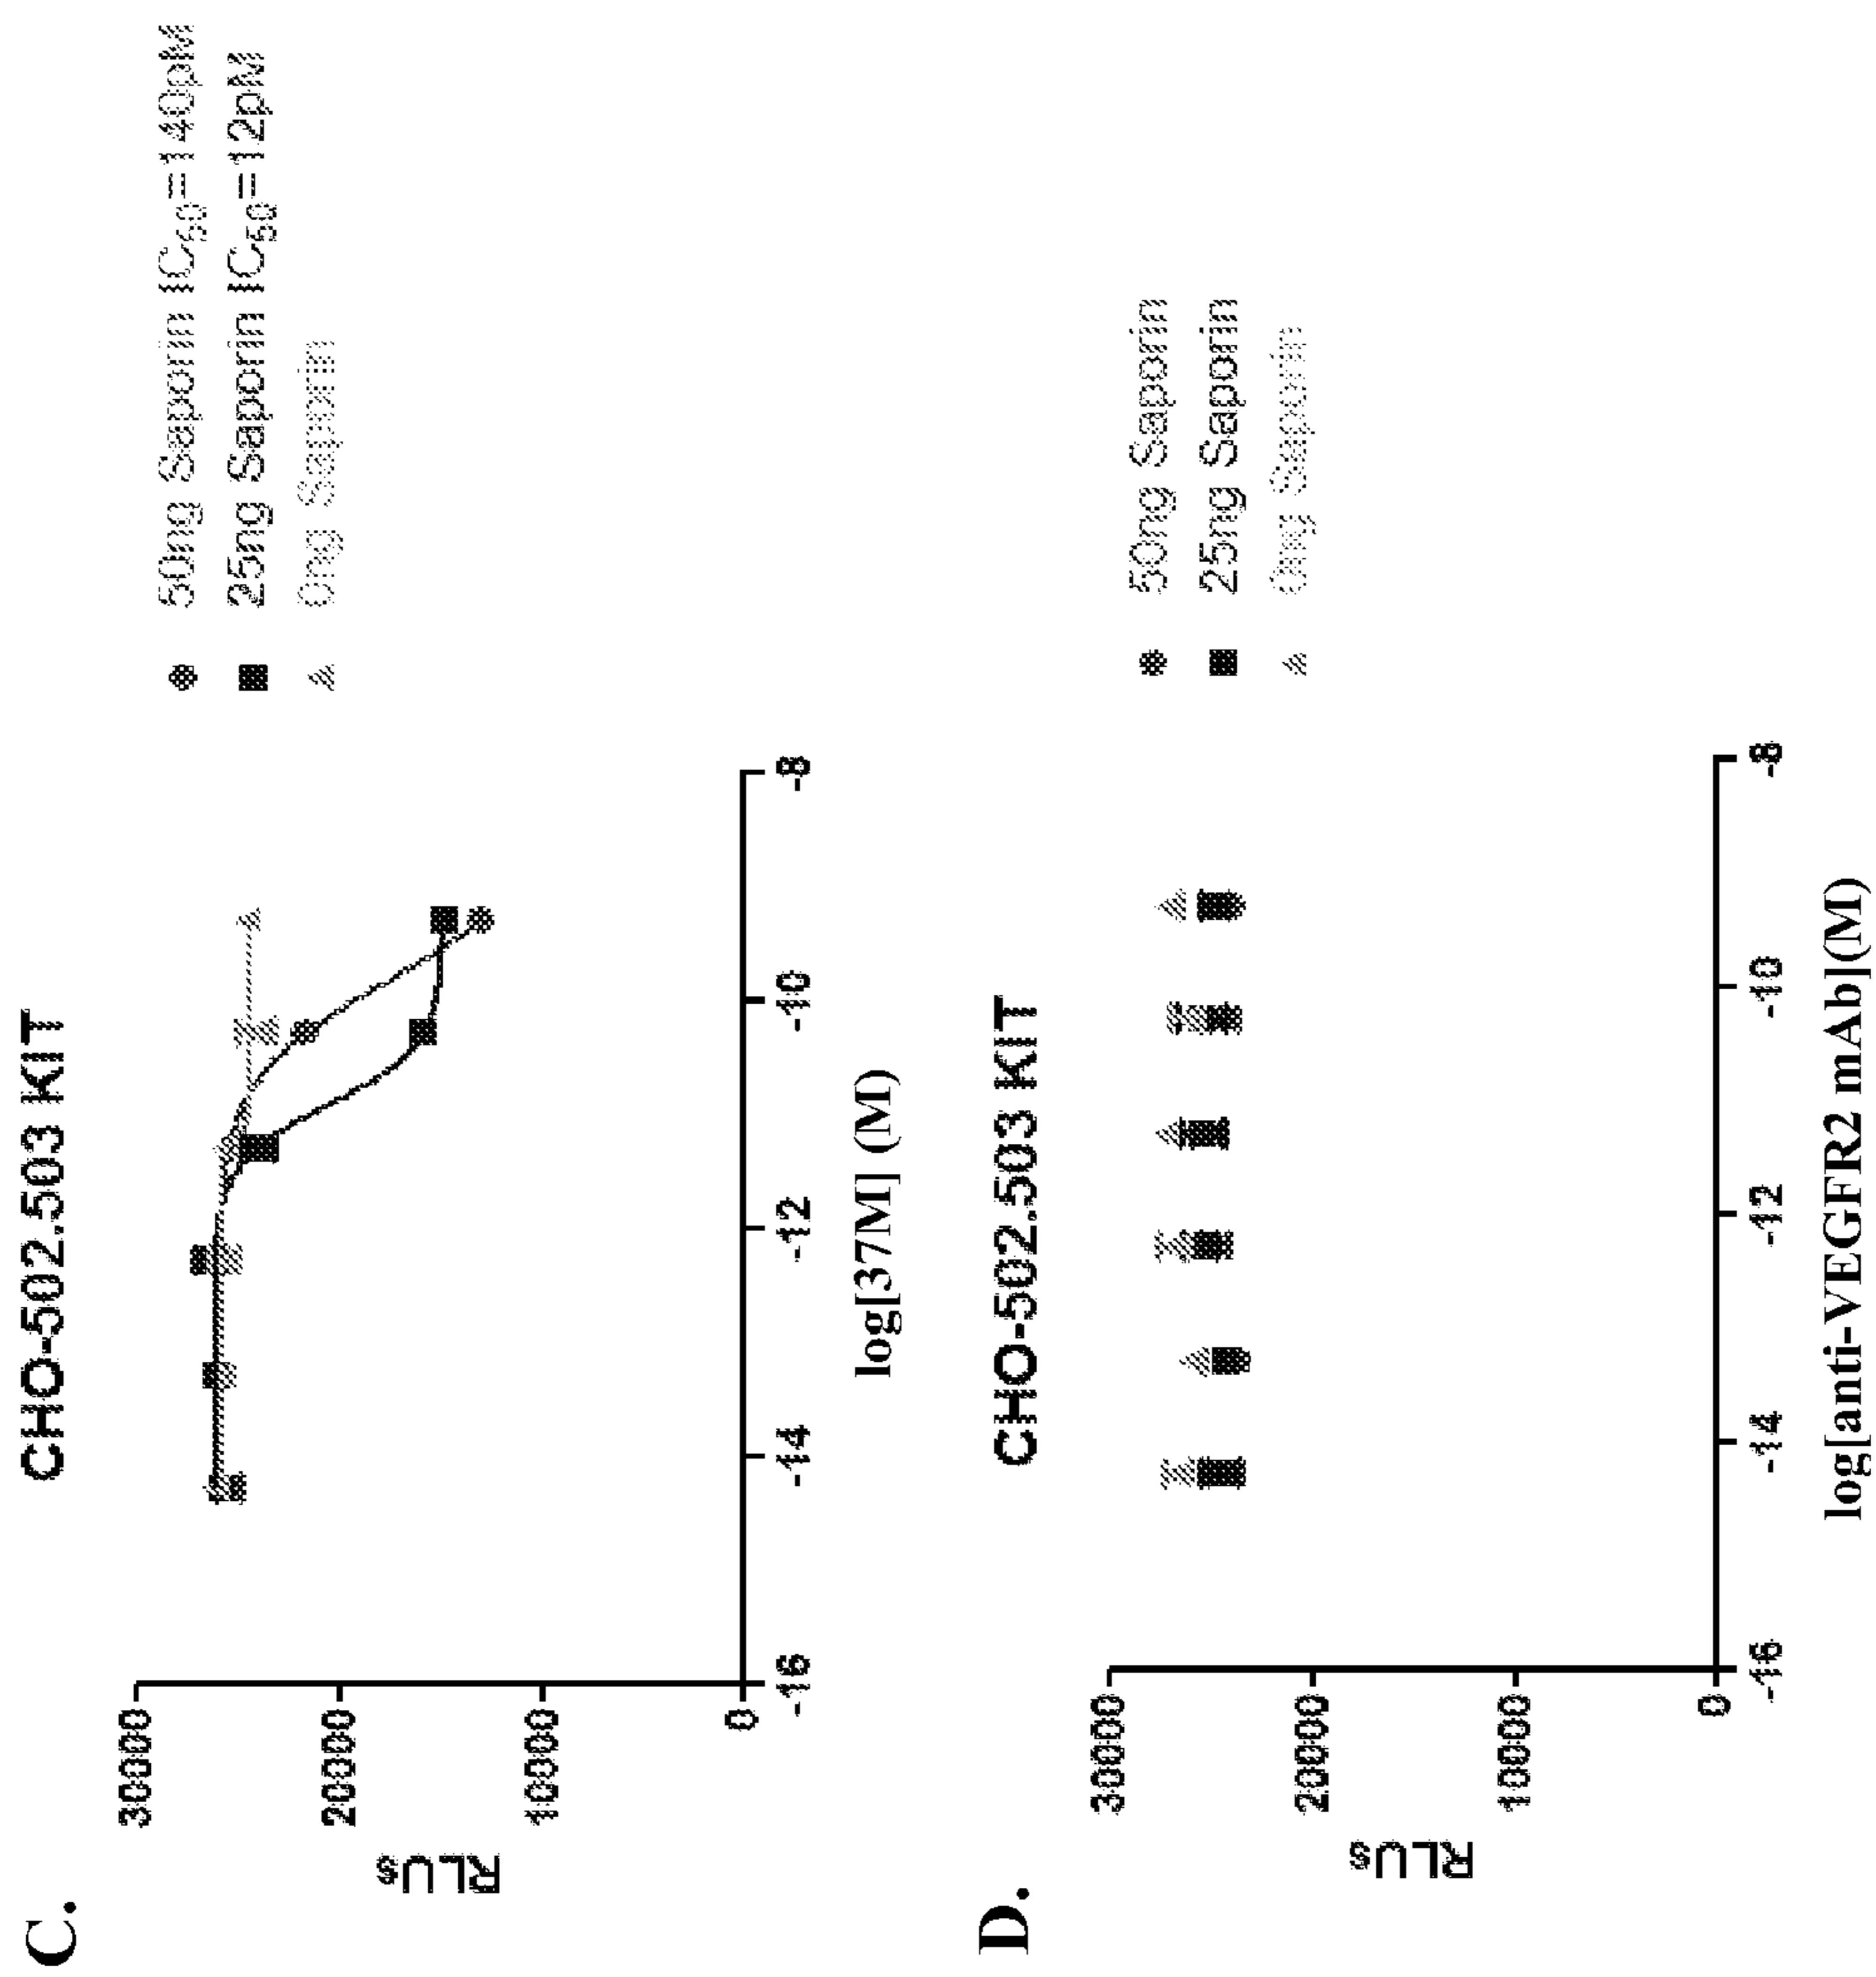 C.
CHO-502.503 KIT
RLUs
30000
20000
10000
0
-16
-14
-12
-10
-8
log[37M] (M)
50ng Saporin IC50=140pM
25ng Saporin IC50=12pM
0ng Saporin
D.
CHO-502.503 KIT
RLUs
30000
20000
10000
0
-16
-14
-12
-10
-8
log[anti-VEGFR2 mAb](M)
50ng Saporin
25ng Saporin
0ng Saporin